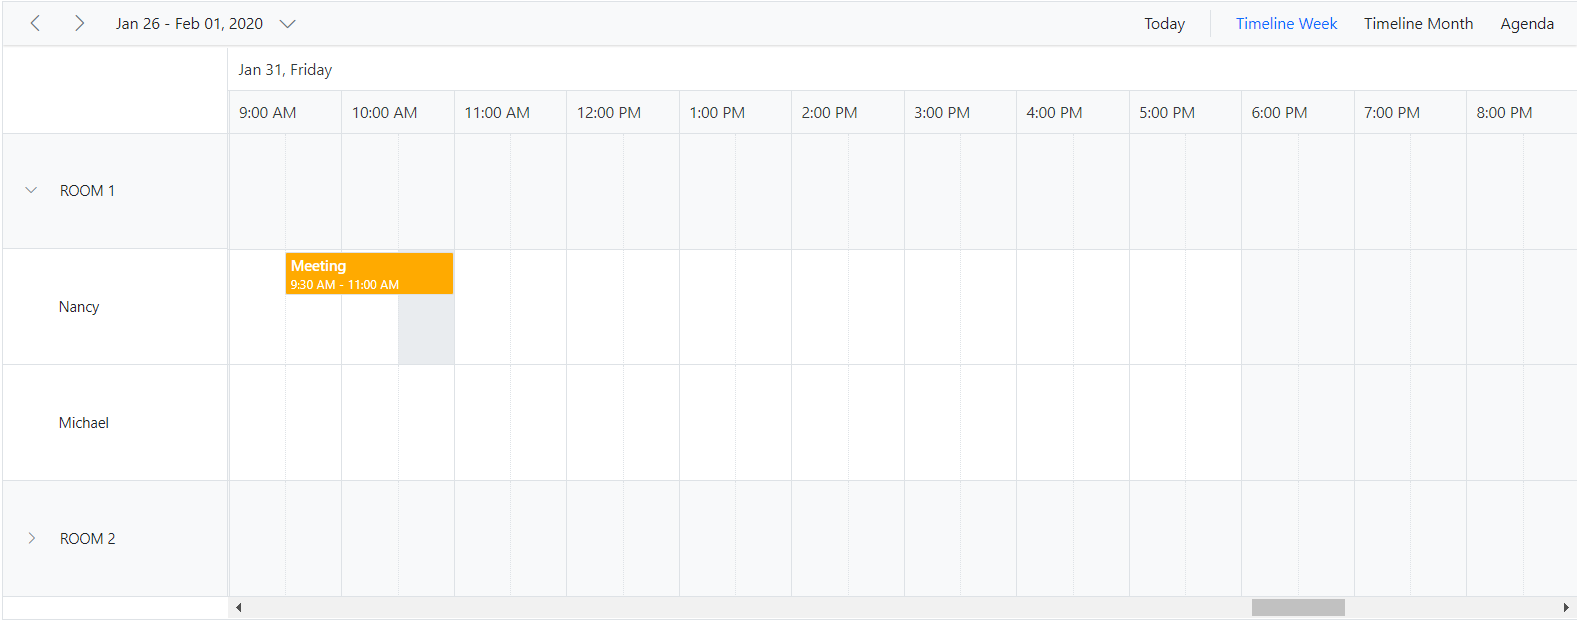 Jan 26 - Feb 01, 2020 Today Timeline Week Timeline Month Agenda
Jan 31, Friday
9:00 AM 10:00 AM 11:00 AM 12:00 PM 1:00 PM 2:00 PM 3:00 PM 4:00 PM 5:00 PM 6:00 PM 7:00 PM 8:00 PM
ROOM 1
Meeting
9:30 AM - 11:00 AM
Nancy
Michael
ROOM 2